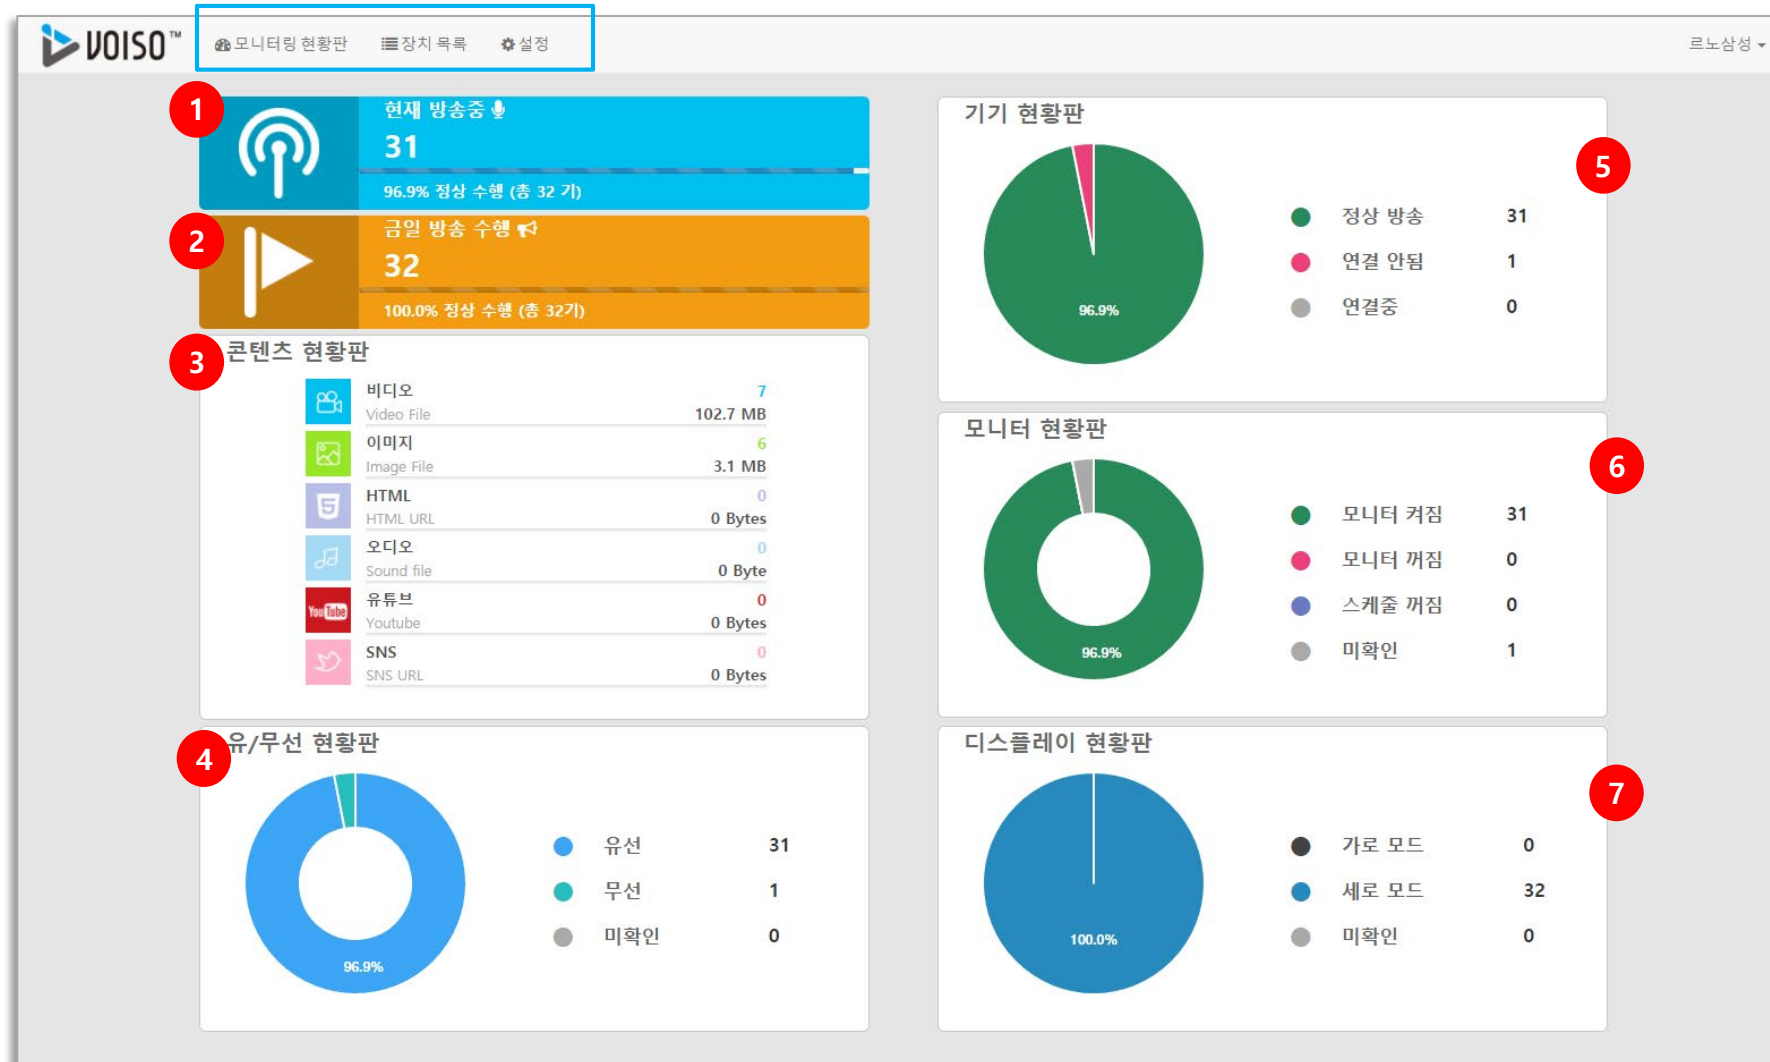 VOISO™ 모니터링 현황판 장치 목록 설정 르노삼성
1
현재 방송중
31
96.9% 정상 수행 (총 32 기)
2
금일 방송 수행
32
100.0% 정상 수행 (총 32기)
3
콘텐츠 현황판
비디오 7
Video File 102.7 MB
이미지 6
Image File 3.1 MB
HTML 0
HTML URL 0 Bytes
오디오 0
Sound file 0 Byte
YouTube
유튜브 0
Youtube 0 Bytes
SNS 0
SNS URL 0 Bytes
4
유/무선 현황판
96.9%
유선 31
무선 1
미확인 0
기기 현황판
5
96.9%
정상 방송 31
연결 안됨 1
연결중 0
모니터 현황판
6
96.9%
모니터 켜짐 31
모니터 꺼짐 0
스케줄 꺼짐 0
미확인 1
디스플레이 현황판
7
100.0%
가로 모드 0
세로 모드 32
미확인 0